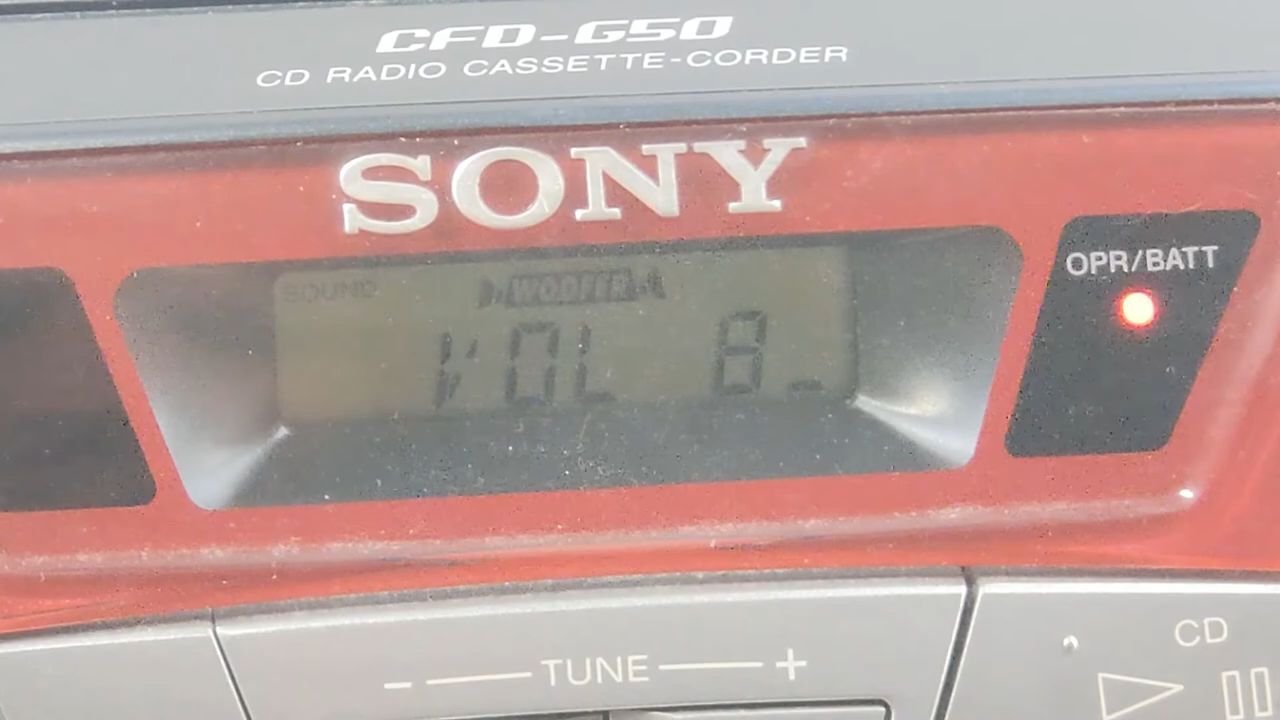 CFD-G50
CD RADIO CASSETTE-CORDER
SONY
OPR/BATT
SOUND WOOFER
VOL 8
- TUNE +
CD